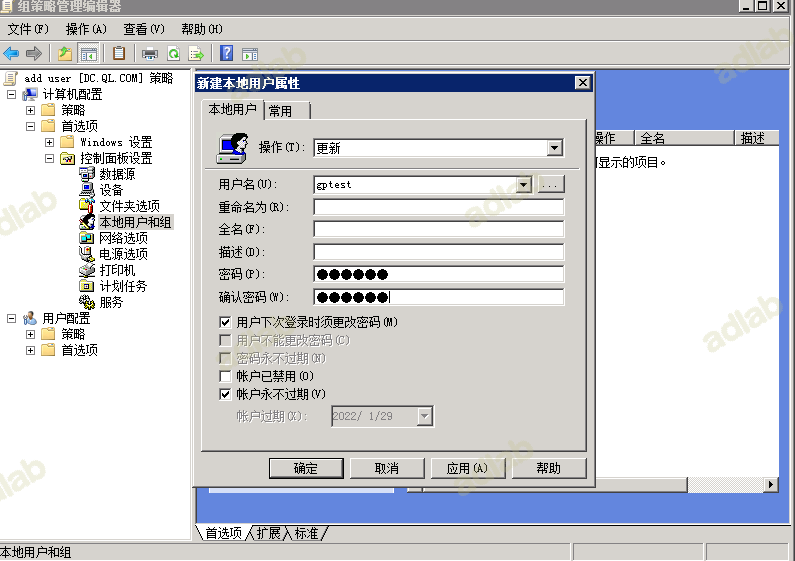 组策略管理编辑器
文件(F) 操作(A) 查看(V) 帮助(H)
add user [DC.QL.COM] 策略
计算机配置
策略
首选项
Windows 设置
控制面板设置
数据源
设备
文件夹选项
本地用户和组
网络选项
电源选项
打印机
计划任务
服务
用户配置
策略
首选项
新建本地用户属性
本地用户 常用
操作(T): 更新
用户名(U): gptest ...
重命名为(R):
全名(F):
描述(D):
密码(P): ●●●●●●
确认密码(W): ●●●●●●
用户下次登录时须更改密码(M)
用户不能更改密码(C)
密码永不过期(N)
帐户已禁用(O)
帐户永不过期(V)
帐户过期(X): 2022/ 1/29
确定 取消 应用(A) 帮助
操作 全名 描述
可显示的项目。
首选项 扩展 标准
本地用户和组
adlab
adlab
adlab
adlab
adlab
adlab